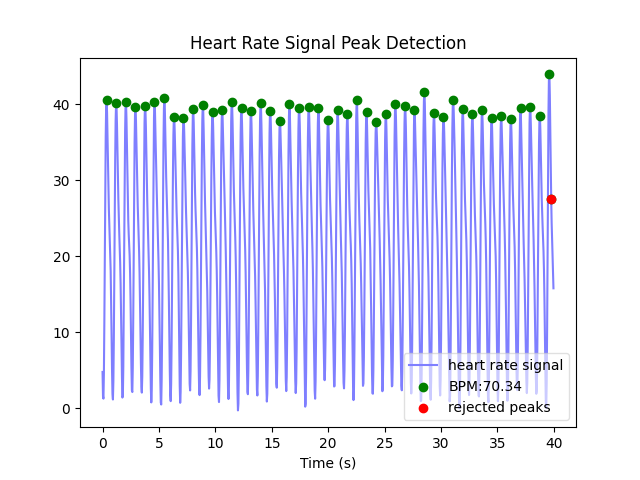 Heart Rate Signal Peak Detection
40
30
20
10
0
heart rate signal
BPM:70.34
rejected peaks
0 5 10 15 20 25 30 35 40
Time (s)